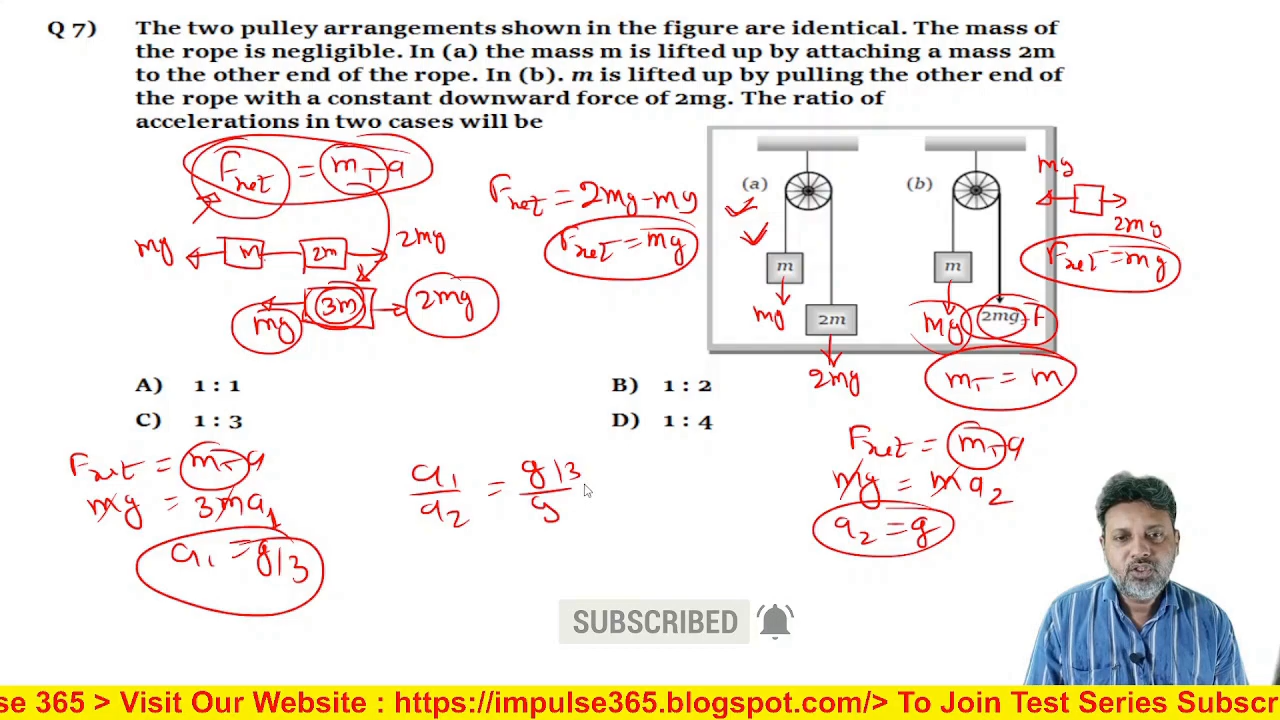 Q 7) The two pulley arrangements shown in the figure are identical. The mass of
the rope is negligible. In (a) the mass m is lifted up by attaching a mass 2m
to the other end of the rope. In (b). m is lifted up by pulling the other end of
the rope with a constant downward force of 2mg. The ratio of
accelerations in two cases will be
Fnet = mT a
mg m 2m 2mg
mg 3m 2mg
Fnet = 2mg-mg
Fnet = mg
(a)
m
mg
2m
2mg
(b)
m
mg
2mg = F
mg
2mg
Fnet = mg
mT = m
A) 1 : 1
B) 1 : 2
C) 1 : 3
D) 1 : 4
Fnet = mT a
mg = 3ma1
a1 = g/3
a1/a2 = g/3/g
Fnet = mT a
mg = m a2
a2 = g
SUBSCRIBED
se 365 > Visit Our Website : https://impulse365.blogspot.com/> To Join Test Series Subscr